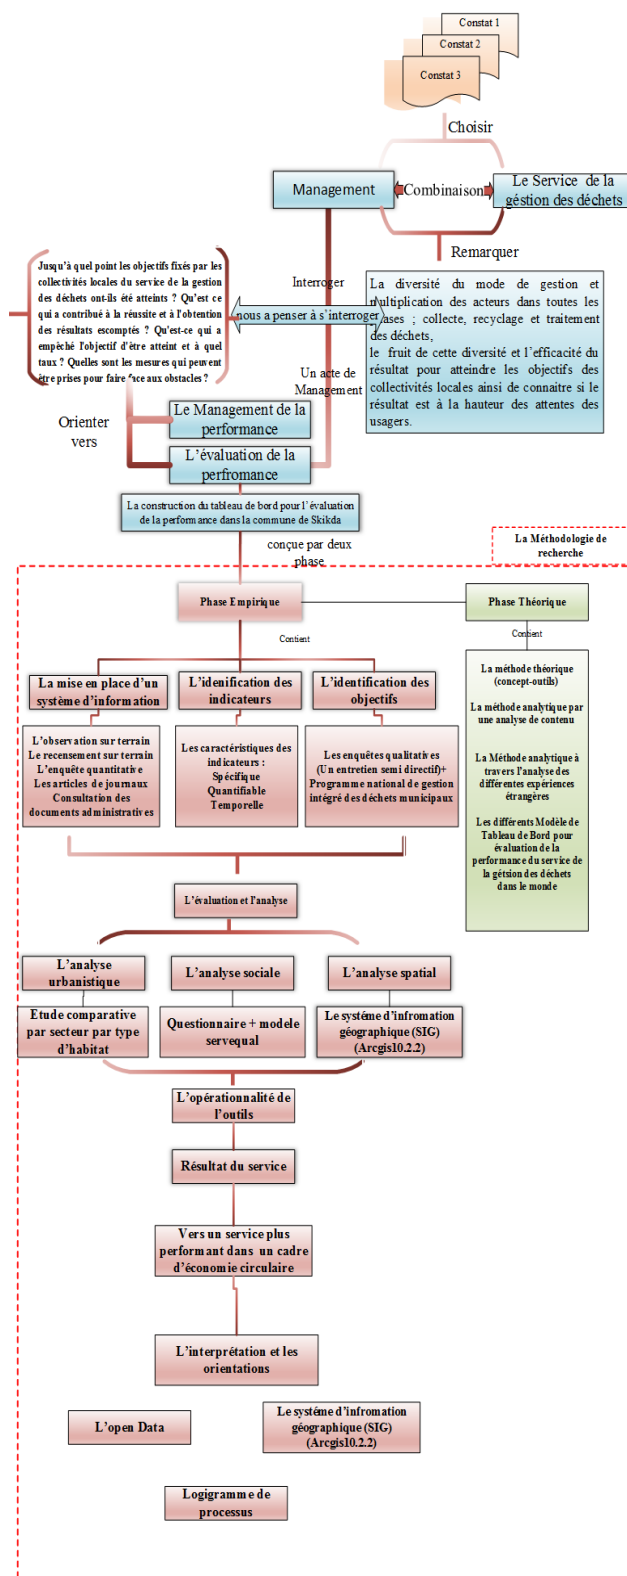 Constat 1
Constat 2
Constat 3
Choisir
Management
Combinaison
Le Service de la
géstion des déchets
Remarquer
Jusqu'à quel point les objectifs fixés par les
collectivités locales du service de la gestion
des déchets ont-ils été atteints ? Qu'est ce
qui a contribué à la réussite et à l'obtention
des résultats escomptés ? Qu'est-ce qui a
empêché l'objectif d'être atteint et à quel
taux ? Quelles sont les mesures qui peuvent
être prises pour faire face aux obstacles ?
Interroger
nous a penser à s'interroger
La diversité du mode de gestion et
multiplication des acteurs dans toutes les
phases ; collecte, recyclage et traitement
des déchets,
le fruit de cette diversité et l'efficacité du
résultat pour atteindre les objectifs des
collectivités locales ainsi de connaitre si le
résultat est à la hauteur des attentes des
usagers.
Un acte de
Management
Orienter
vers
Le Management de la
performance
L'évaluation de la
perfromance
La construction du tableau de bord pour l'évaluation
de la performance dans la commune de Skikda
conçue par deux
phase
La Méthodologie de
recherche
Phase Empirique
Phase Théorique
Contient
Contient
La mise en place d'un
système d'information
L'idenification des
indicateurs
L'identification des
objectifs
L'observation sur terrain
Le recensement sur terrain
L'enquête quantitative
Les articles de journaux
Consultation des
documents administratives
Les caractéristiques des
indicateurs :
Spécifique
Quantifiable
Temporelle
Les enquêtes qualitatives
(Un entretien semi directif)+
Programme national de gestion
intégré des déchets municipaux
La méthode théorique
(concept-outils)
La méthode analytique par
une analyse de contenu
La Méthode analytique à
travers l'analyse des
différentes expériences
étrangères
Les différents Modèle de
Tableau de Bord pour
évaluation de la
performance du service de
la gétsion des déchets
dans le monde
L'évaluation et l'analyse
L'analyse
urbanistique
L'analyse sociale
L'analyse spatial
Etude comparative
par secteur par type
d'habitat
Questionnaire + modele
servequal
Le systéme d'infromation
géographique (SIG)
(Arcgis10.2.2)
L'opérationnalité de
l'outils
Résultat du service
Vers un service plus
performant dans un cadre
d'économie circulaire
L'interprétation et les
orientations
L'open Data
Le systéme d'infromation
géographique (SIG)
(Arcgis10.2.2)
Logigramme de
processus